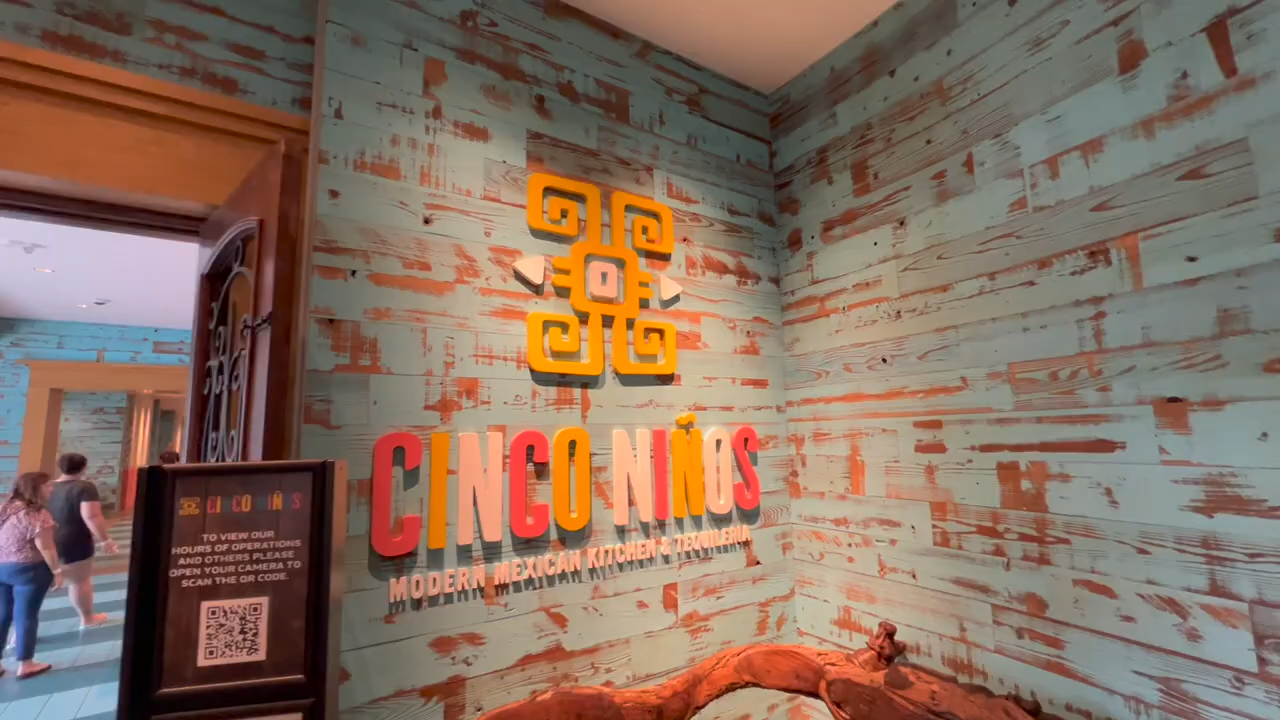 CINCO NIÑOS
MODERN MEXICAN KITCHEN & TEQUILERIA
CINCO NIÑOS
TO VIEW OUR
HOURS OF OPERATIONS
AND OTHERS PLEASE
OPEN YOUR CAMERA TO
SCAN THE QR CODE.